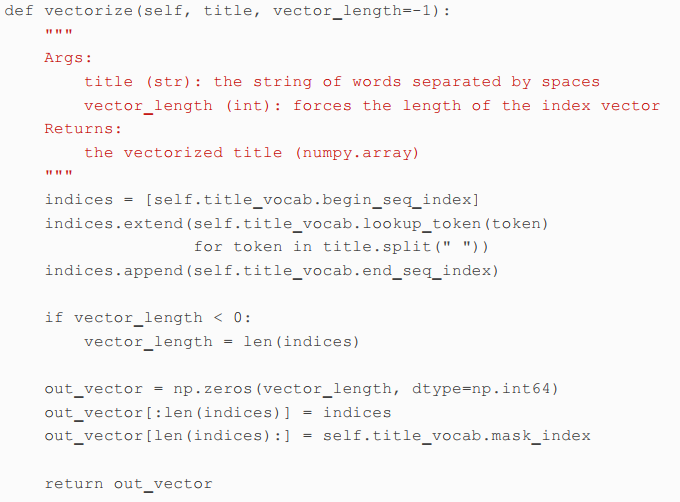 def vectorize(self, title, vector_length=-1):
    """
    Args:
        title (str): the string of words separated by spaces
        vector_length (int): forces the length of the index vector
    Returns:
        the vectorized title (numpy.array)
    """
    indices = [self.title_vocab.begin_seq_index]
    indices.extend(self.title_vocab.lookup_token(token)
                   for token in title.split(" "))
    indices.append(self.title_vocab.end_seq_index)

    if vector_length < 0:
        vector_length = len(indices)

    out_vector = np.zeros(vector_length, dtype=np.int64)
    out_vector[:len(indices)] = indices
    out_vector[len(indices):] = self.title_vocab.mask_index

    return out_vector